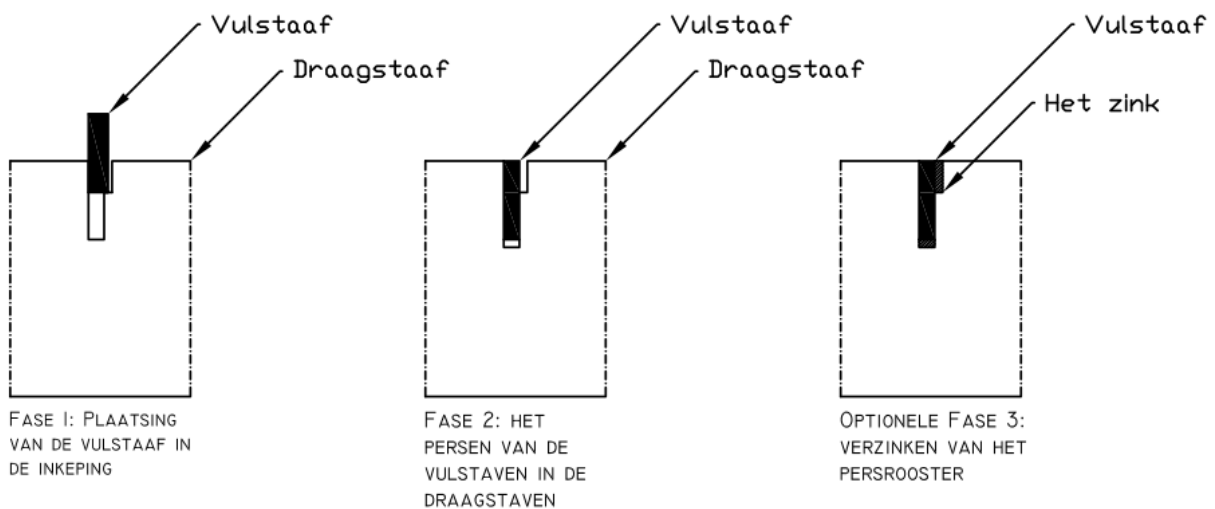 Vulstaaf
Draagstaaf
FASE 1: PLAATSING
VAN DE VULSTAAF IN
DE INKEPING
Vulstaaf
Draagstaaf
FASE 2: HET
PERSEN VAN DE
VULSTAVEN IN DE
DRAAGSTAVEN
Vulstaaf
Het zink
OPTIONELE FASE 3:
VERZINKEN VAN HET
PERSROOSTER